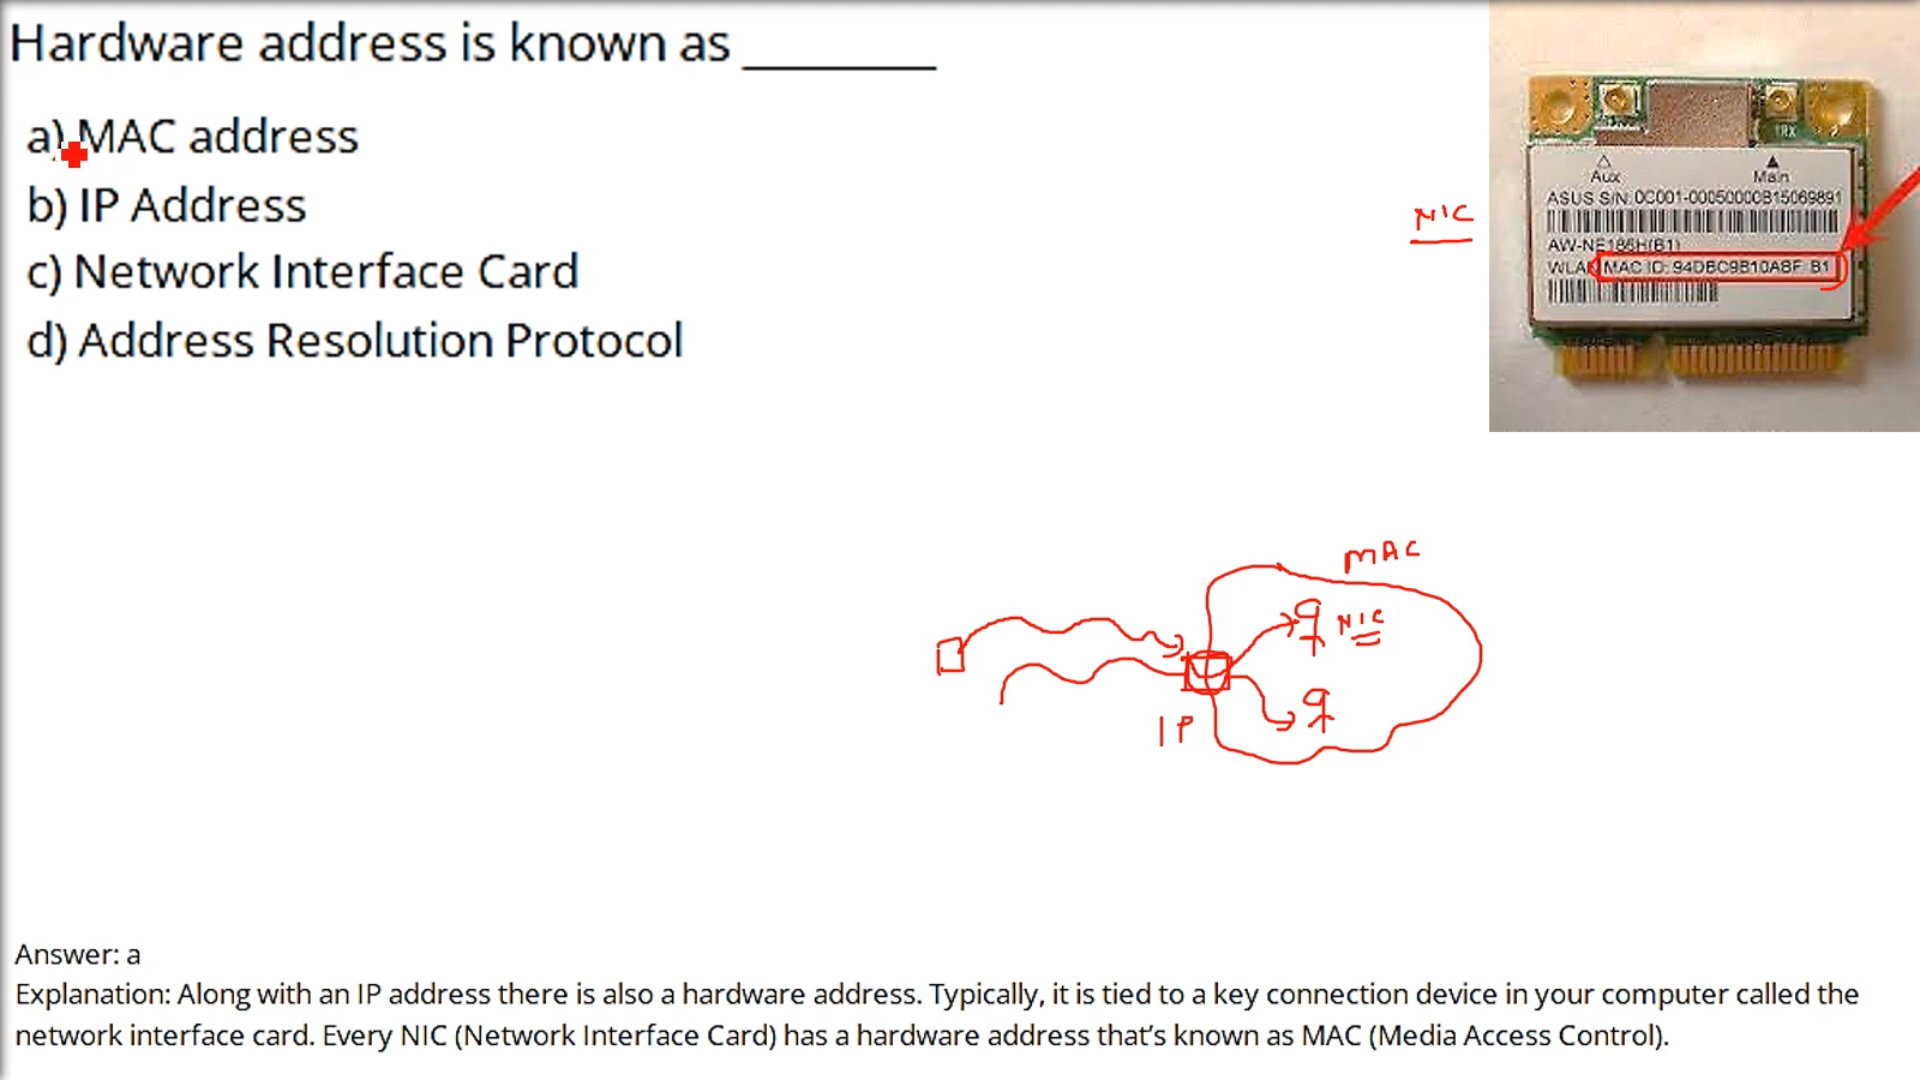 Hardware address is known as ________
a) MAC address
b) IP Address
c) Network Interface Card
d) Address Resolution Protocol
TRX
Aux Main
ASUS S/N: 0C001-00050000B15069891
AW-NE186H(B1)
WLAN MAC ID: 94DBC9B10ABF B1
NIC
MAC
NIC
IP
Answer: a
Explanation: Along with an IP address there is also a hardware address. Typically, it is tied to a key connection device in your computer called the
network interface card. Every NIC (Network Interface Card) has a hardware address that’s known as MAC (Media Access Control).